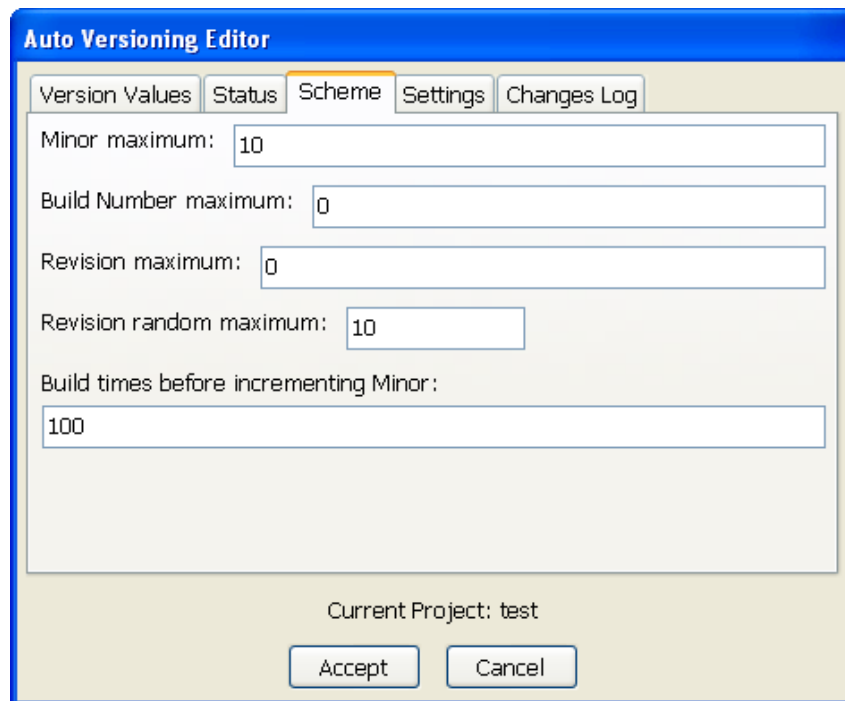 Auto Versioning Editor
Version Values Status Scheme Settings Changes Log
Minor maximum: 10
Build Number maximum: 0
Revision maximum: 0
Revision random maximum: 10
Build times before incrementing Minor:
100
Current Project: test
Accept Cancel